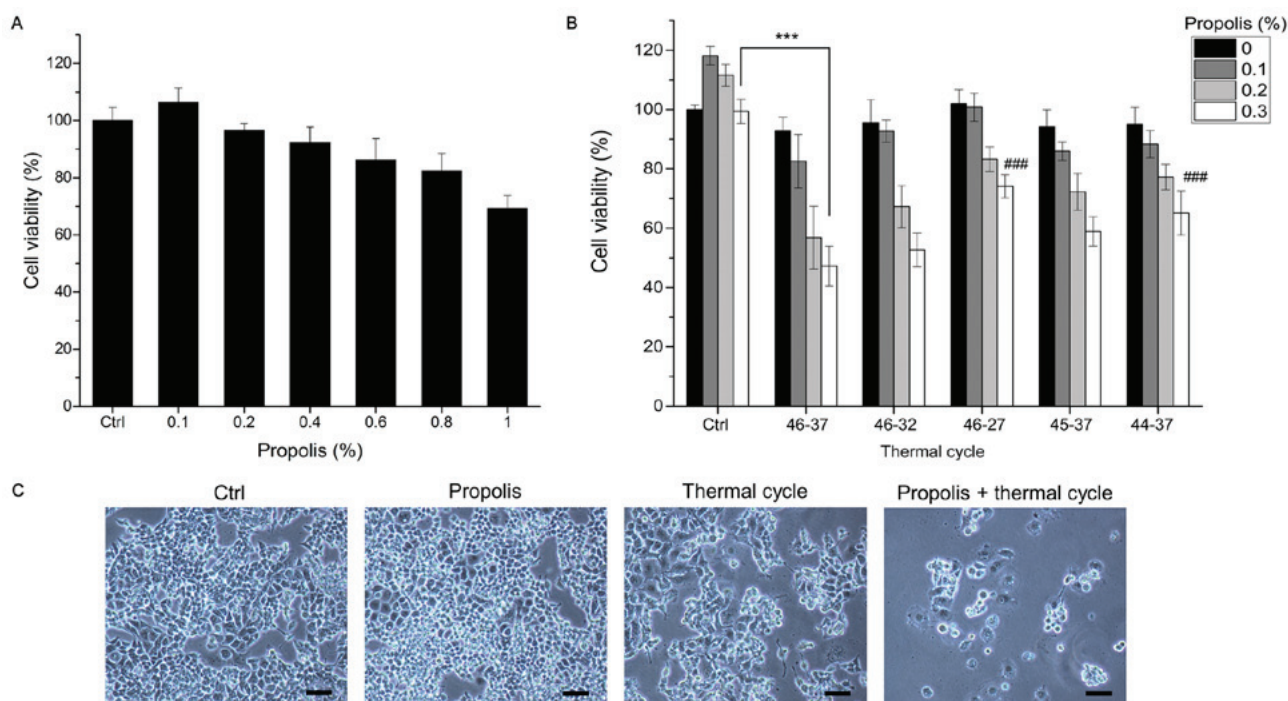 A
Cell viability (%)
120
100
80
60
40
20
0
Ctrl 0.1 0.2 0.4 0.6 0.8 1
Propolis (%)
B
Cell viability (%)
120
100
80
60
40
20
0
***
###
###
Propolis (%)
0
0.1
0.2
0.3
Ctrl 46-37 46-32 46-27 45-37 44-37
Thermal cycle
C
Ctrl Propolis Thermal cycle Propolis + thermal cycle